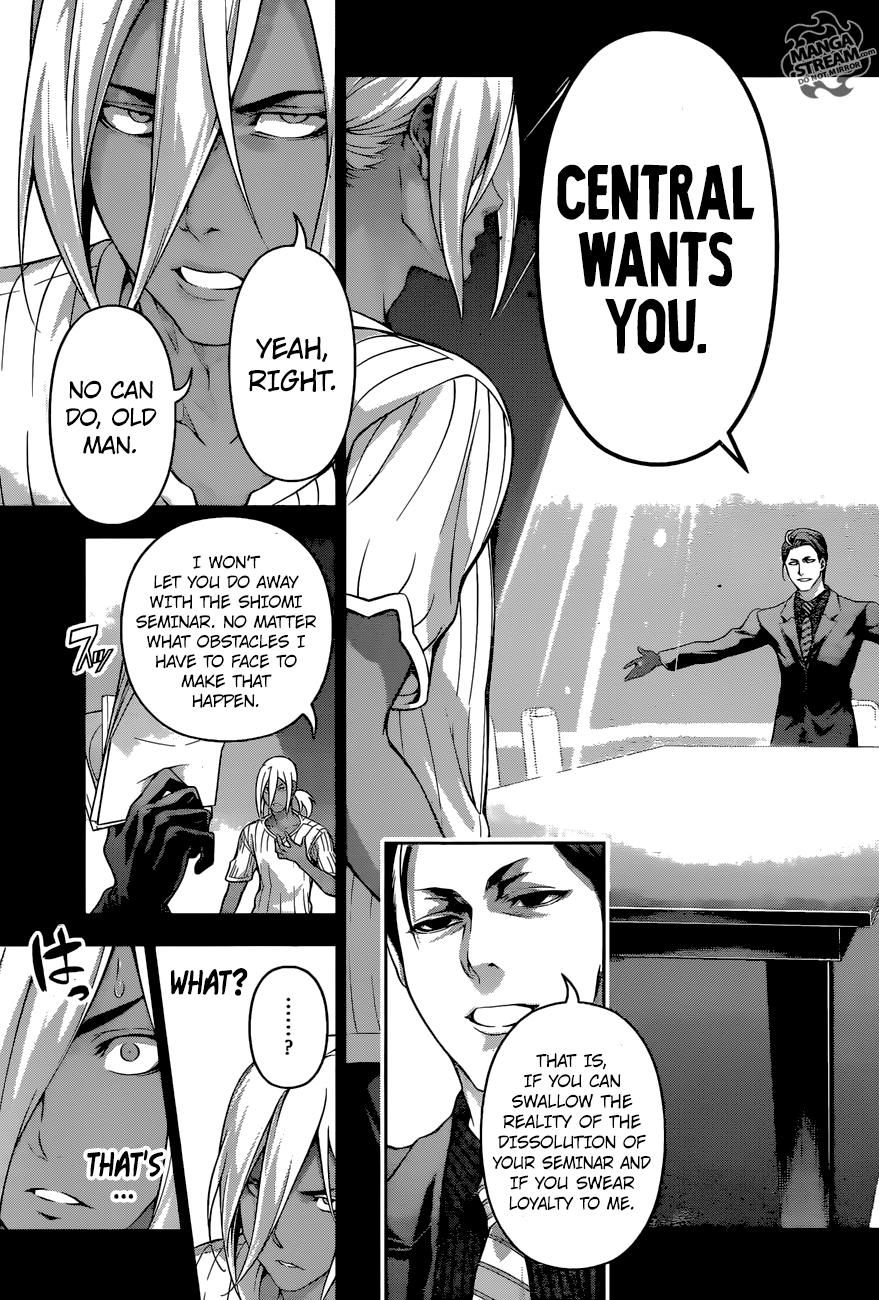 MANGA
STREAM.com
DO NOT MIRROR
CENTRAL
WANTS
YOU.
THAT IS,
IF YOU CAN
SWALLOW THE
REALITY OF THE
DISSOLUTION OF
YOUR SEMINAR AND
IF YOU SWEAR
LOYALTY TO ME.
YEAH,
RIGHT.
NO CAN
DO, OLD
MAN.
I WON'T
LET YOU DO AWAY
WITH THE SHIOMI
SEMINAR. NO MATTER
WHAT OBSTACLES I
HAVE TO FACE TO
MAKE THAT
HAPPEN.
スッ
......
?
WHAT?
はっ
THAT'S
...